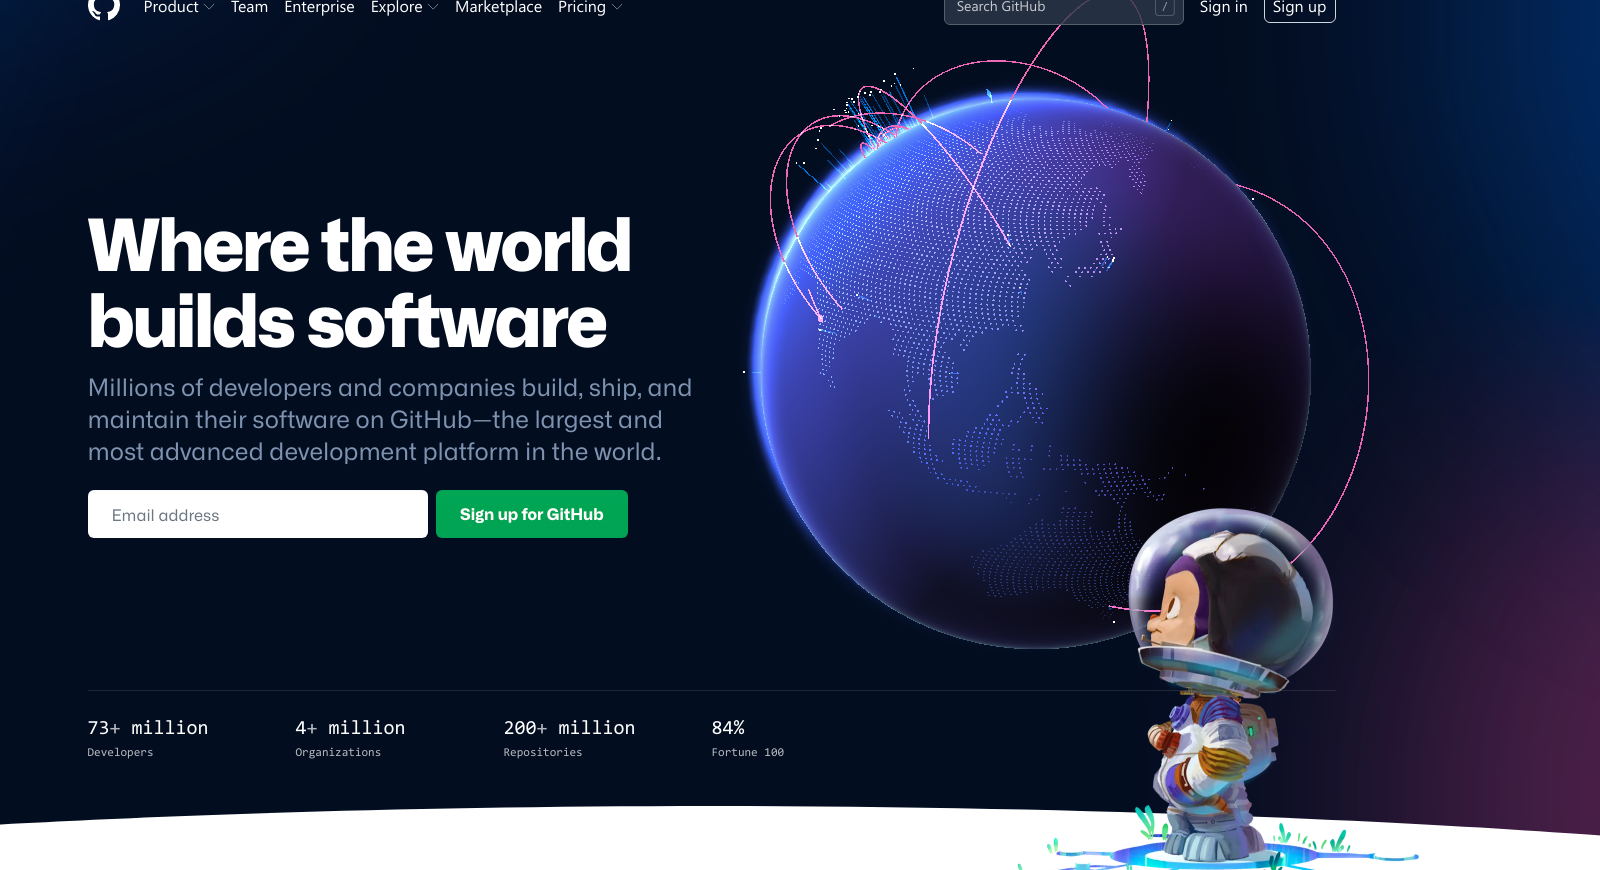 Product Team Enterprise Explore Marketplace Pricing Search GitHub / Sign in Sign up
Where the world
builds software
Millions of developers and companies build, ship, and
maintain their software on GitHub—the largest and
most advanced development platform in the world.
Email address Sign up for GitHub
73+ million 4+ million 200+ million 84%
Developers Organizations Repositories Fortune 100